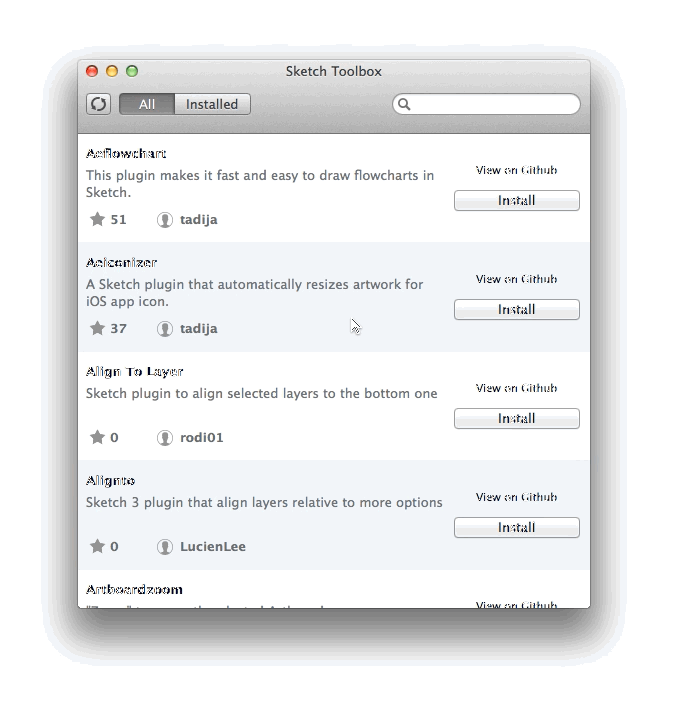 Sketch Toolbox
All
Installed
Aeflowchart
This plugin makes it fast and easy to draw flowcharts in
Sketch.
View on Github
Install
51
tadija
Aeiconizer
A Sketch plugin that automatically resizes artwork for
iOS app icon.
View on Github
Install
37
tadija
Align To Layer
Sketch plugin to align selected layers to the bottom one
View on Github
Install
0
rodi01
Alignto
Sketch 3 plugin that align layers relative to more options
View on Github
Install
0
LucienLee
Artboardzoom
View on Github